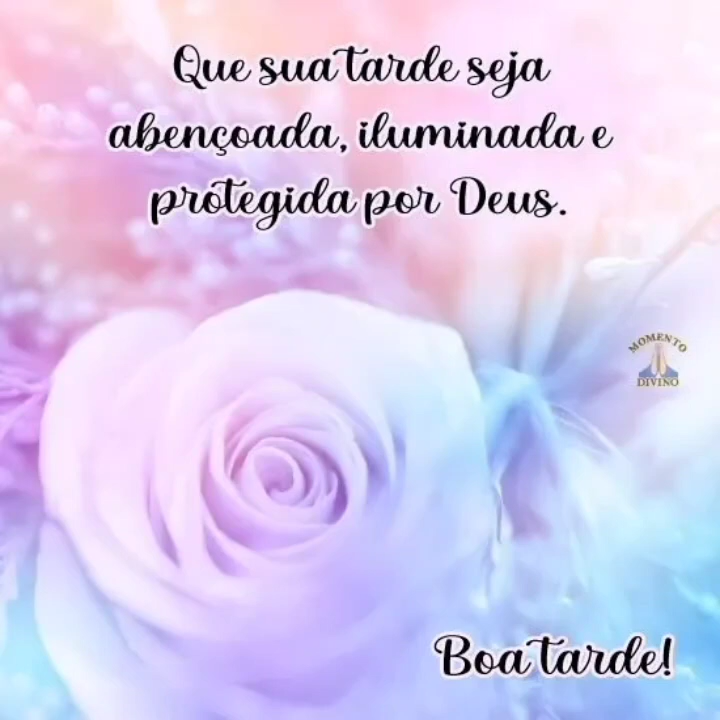 Que sua tarde seja
abençoada, iluminada e
protegida por Deus.
MOMENTO
DIVINO
Boa tarde!